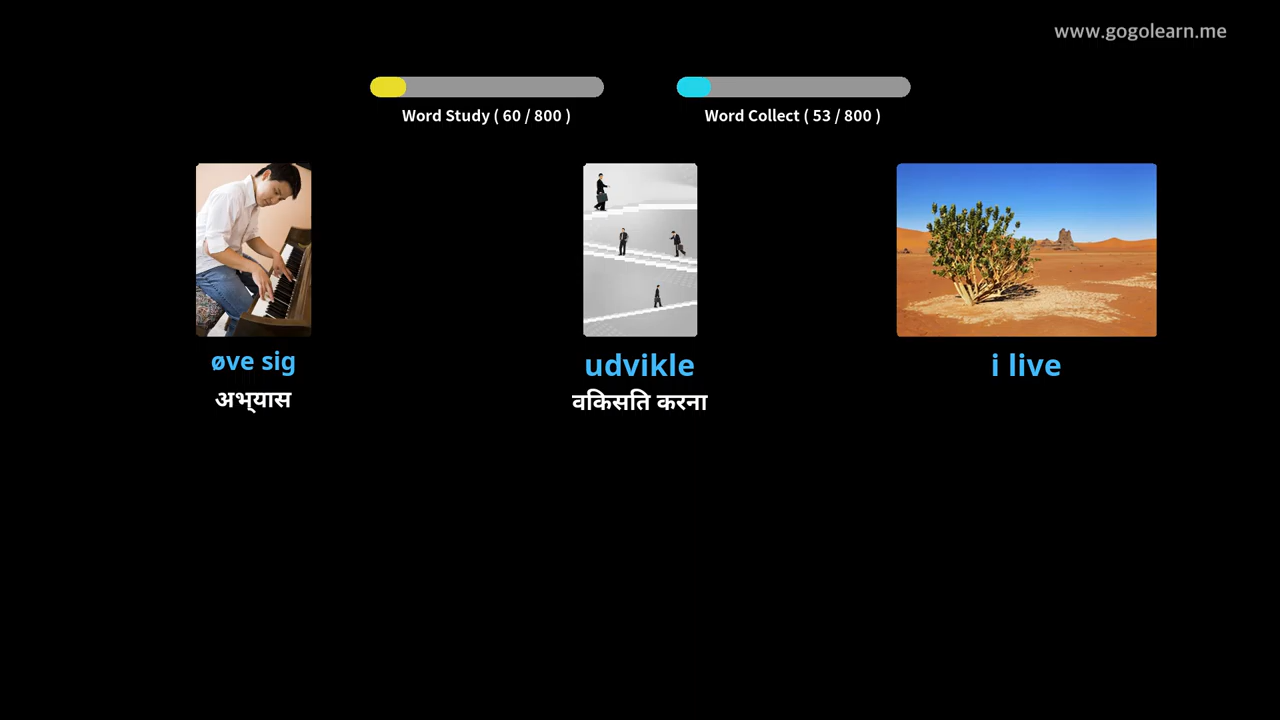 www.gogolearn.me
Word Study ( 60 / 800 )
Word Collect ( 53 / 800 )
øve sig
udvikle
i live
अभ्यास
विकसित करना